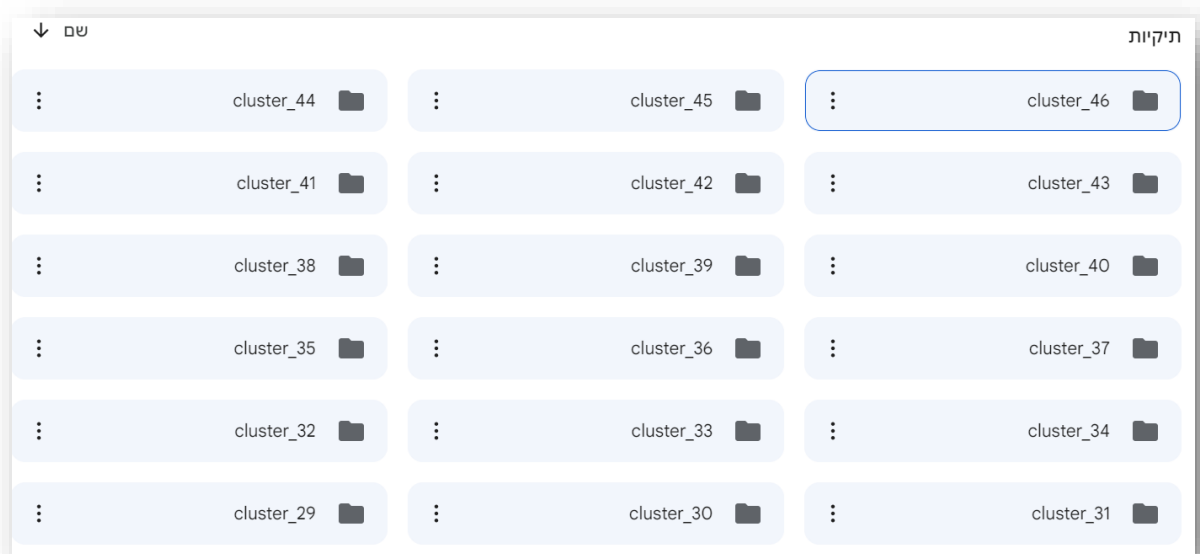 תיקיות
שם
cluster_46
cluster_45
cluster_44
cluster_43
cluster_42
cluster_41
cluster_40
cluster_39
cluster_38
cluster_37
cluster_36
cluster_35
cluster_34
cluster_33
cluster_32
cluster_31
cluster_30
cluster_29